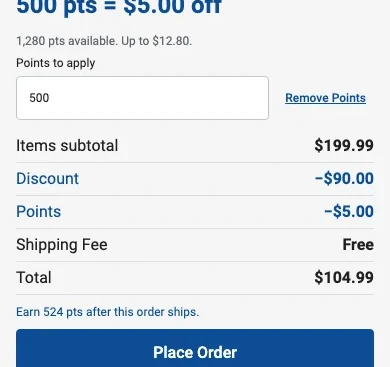 500 pts = $5.00 off
1,280 pts available. Up to $12.80.
Points to apply
500 Remove Points
Items subtotal $199.99
Discount −$90.00
Points −$5.00
Shipping Fee Free
Total $104.99
Earn 524 pts after this order ships.
Place Order